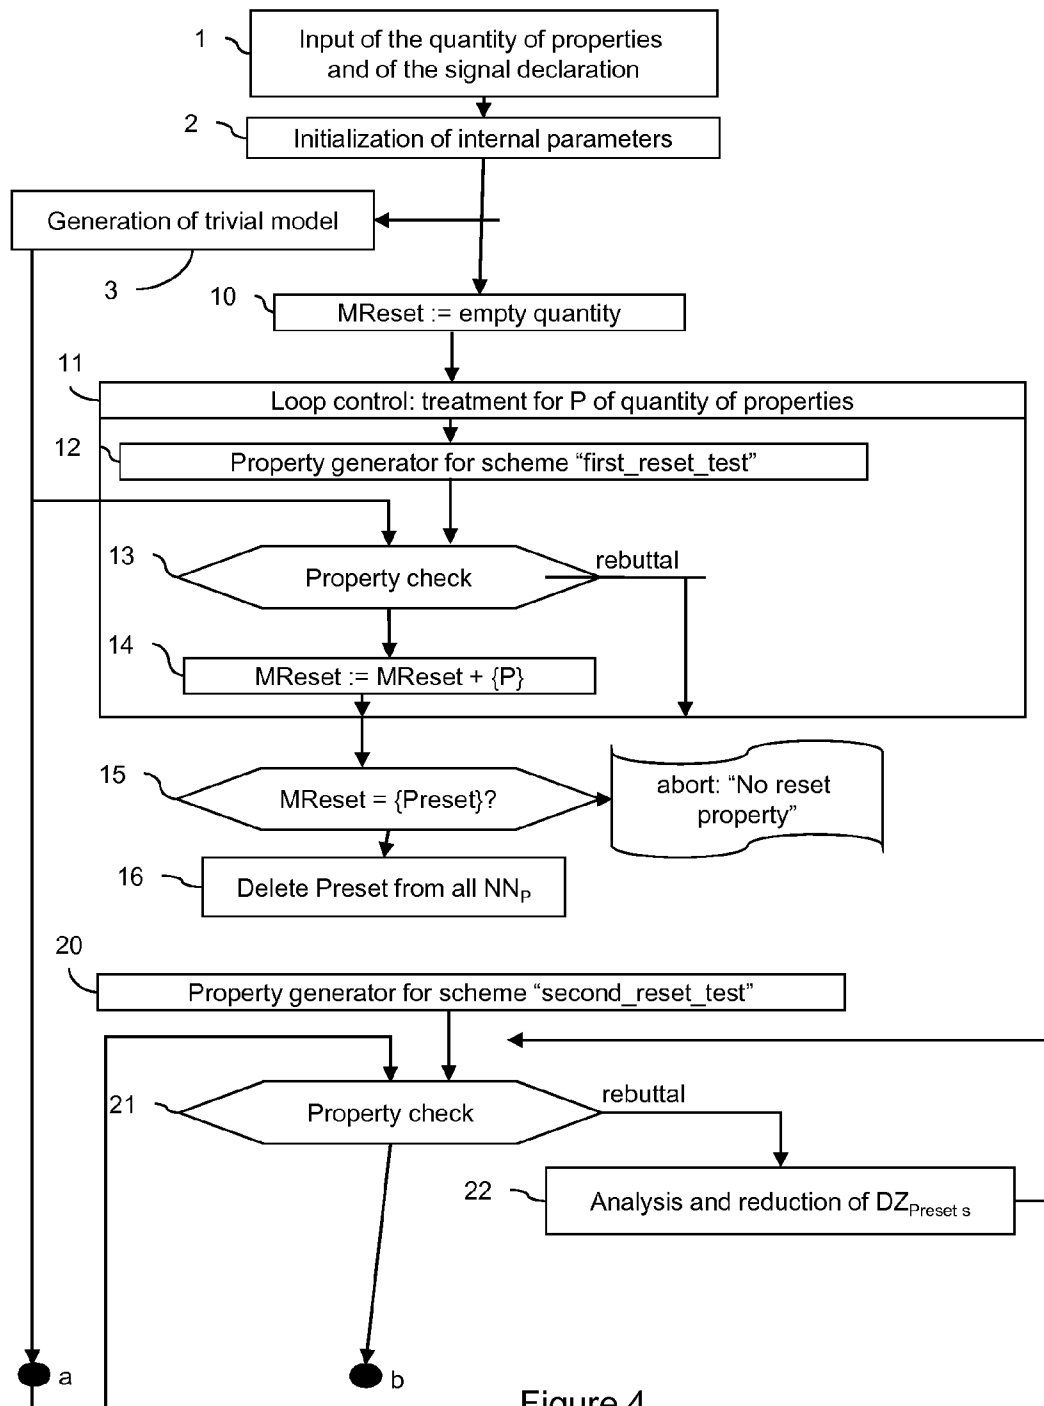 1
Input of the quantity of properties
and of the signal declaration
2
Initialization of internal parameters
Generation of trivial model
3
10
MReset := empty quantity
11
Loop control: treatment for P of quantity of properties
12
Property generator for scheme “first_reset_test”
13
Property check
rebuttal
14
MReset := MReset + {P}
15
MReset = {Preset}?
abort: “No reset
property”
16
Delete Preset from all NNP
20
Property generator for scheme “second_reset_test”
21
Property check
rebuttal
22
Analysis and reduction of DZPreset s
a
b
Figure 4